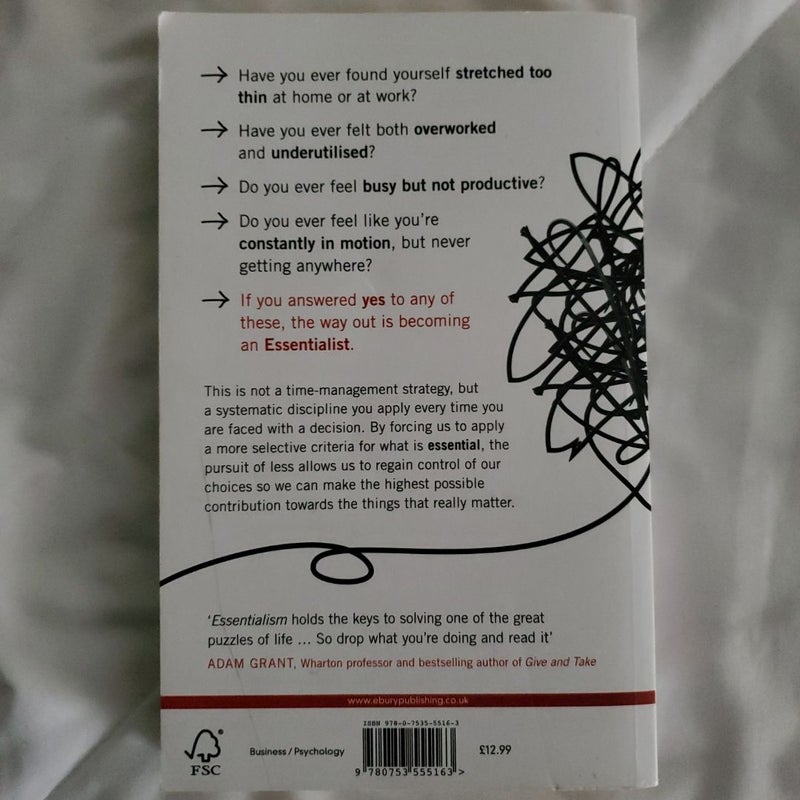 → Have you ever found yourself stretched too
thin at home or at work?
→ Have you ever felt both overworked
and underutilised?
→ Do you ever feel busy but not productive?
→ Do you ever feel like you're
constantly in motion, but never
getting anywhere?
→ If you answered yes to any of
these, the way out is becoming
an Essentialist.
This is not a time-management strategy, but
a systematic discipline you apply every time you
are faced with a decision. By forcing us to apply
a more selective criteria for what is essential, the
pursuit of less allows us to regain control of our
choices so we can make the highest possible
contribution towards the things that really matter.
'Essentialism holds the keys to solving one of the great
puzzles of life ... So drop what you're doing and read it'
ADAM GRANT, Wharton professor and bestselling author of Give and Take
www.eburypublishing.co.uk
ISBN 978-0-7535-5516-3
FSC
Business / Psychology
£12.99
9 780753 555163 >